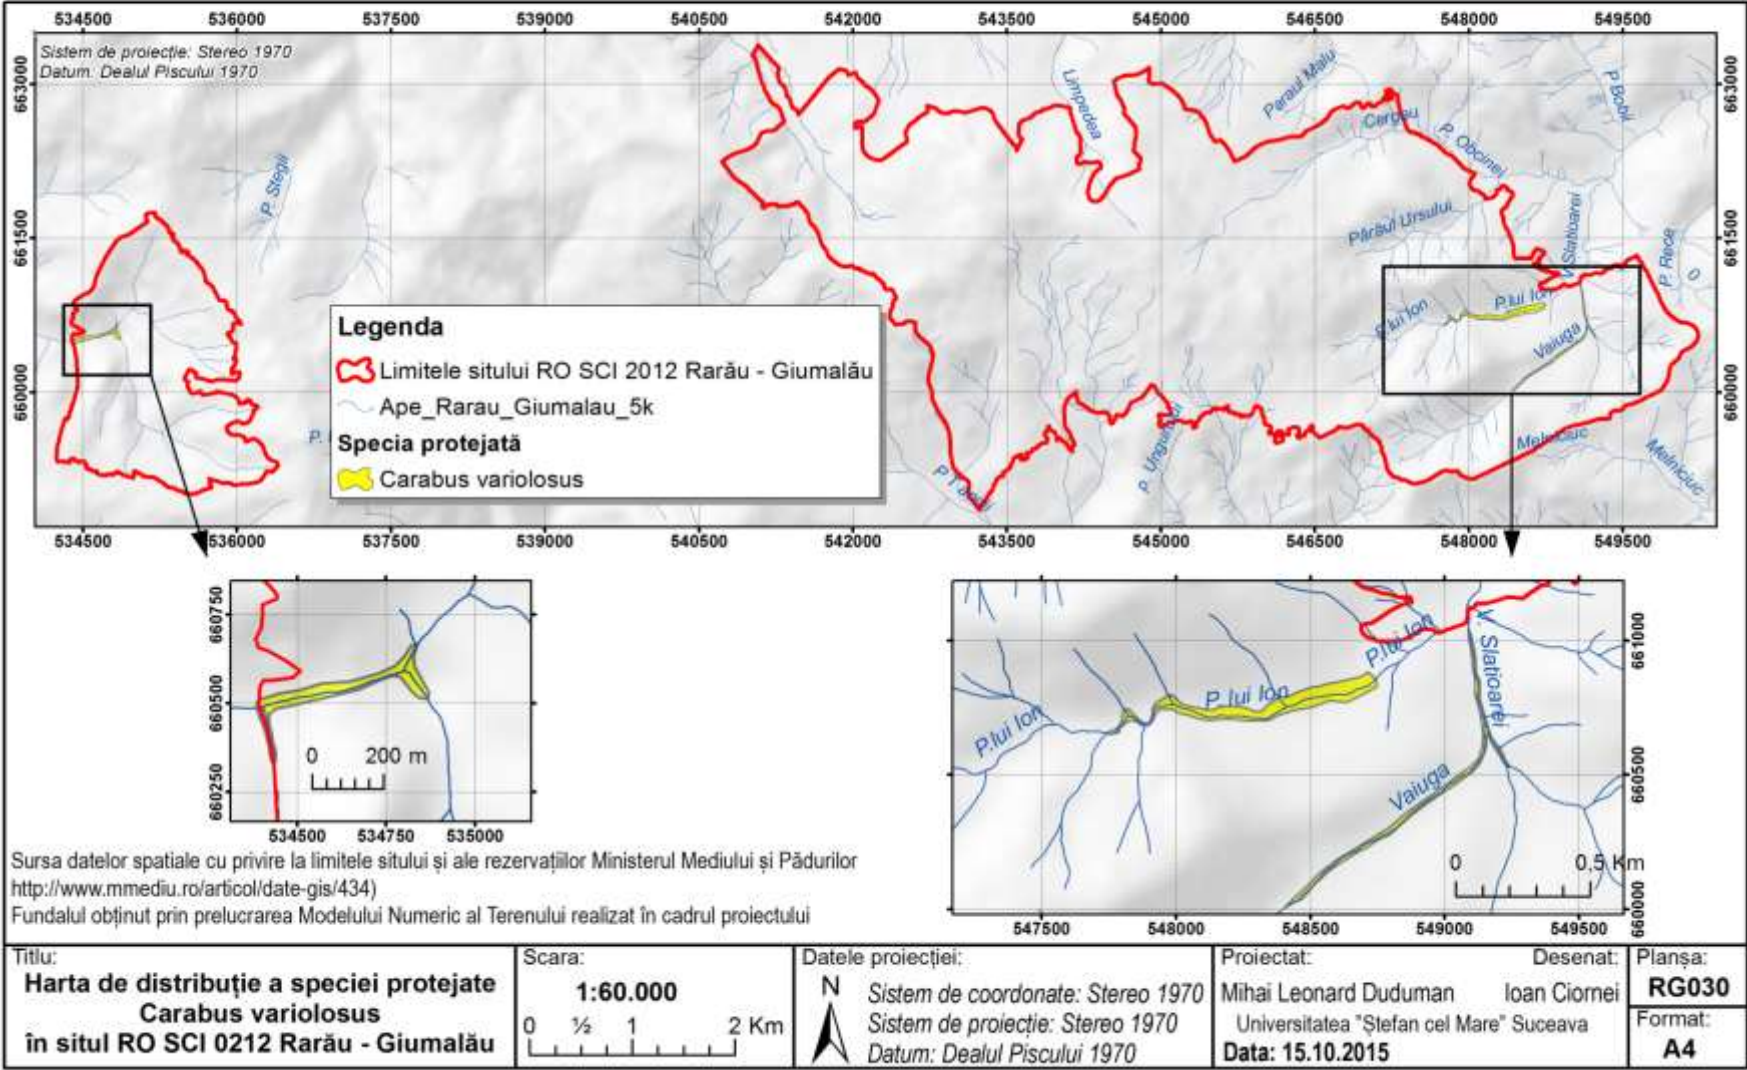 534500 536000 537500 539000 540500 542000 543500 545000 546500 548000 549500
Sistem de proiecție: Stereo 1970
Datum: Dealul Piscului 1970
663000
663000
661500
661500
660000
660000
P. Stegii
Limpedea
Paraul Malu
Cergau
P. Obcinei
P.Bobii
Pârâul Ursului
V.Slatioarei
P. Rece
P.lui Ion
P.lui Ion
Vaiuga
Melniciuc
Melniciuc
P. Ungurului
Legenda
Limitele sitului RO SCI 2012 Rarău - Giumalău
Ape_Rarau_Giumalau_5k
Specia protejată
Carabus variolosus
534500 536000 537500 539000 540500 542000 543500 545000 546500 548000 549500
660750
660500
660250
0 200 m
534500 534750 535000
P.lui Ion
P.lui Ion
P.lui Ion
V. Slatioarei
Vaiuga
661000
660500
660000
0 0,5 Km
547500 548000 548500 549000 549500
Sursa datelor spatiale cu privire la limitele sitului și ale rezervațiilor Ministerul Mediului și Pădurilor
http://www.mmediu.ro/articol/date-gis/434)
Fundalul obținut prin prelucrarea Modelului Numeric al Terenului realizat în cadrul proiectului
Titlu:
Harta de distribuție a speciei protejate
Carabus variolosus
în situl RO SCI 0212 Rarău - Giumalău
Scara:
1:60.000
0 ½ 1 2 Km
Datele proiecției:
N
Sistem de coordonate: Stereo 1970
Sistem de proiecție: Stereo 1970
Datum: Dealul Piscului 1970
Proiectat: Desenat:
Mihai Leonard Duduman Ioan Ciornei
Universitatea "Ștefan cel Mare" Suceava
Data: 15.10.2015
Planșa:
RG030
Format:
A4